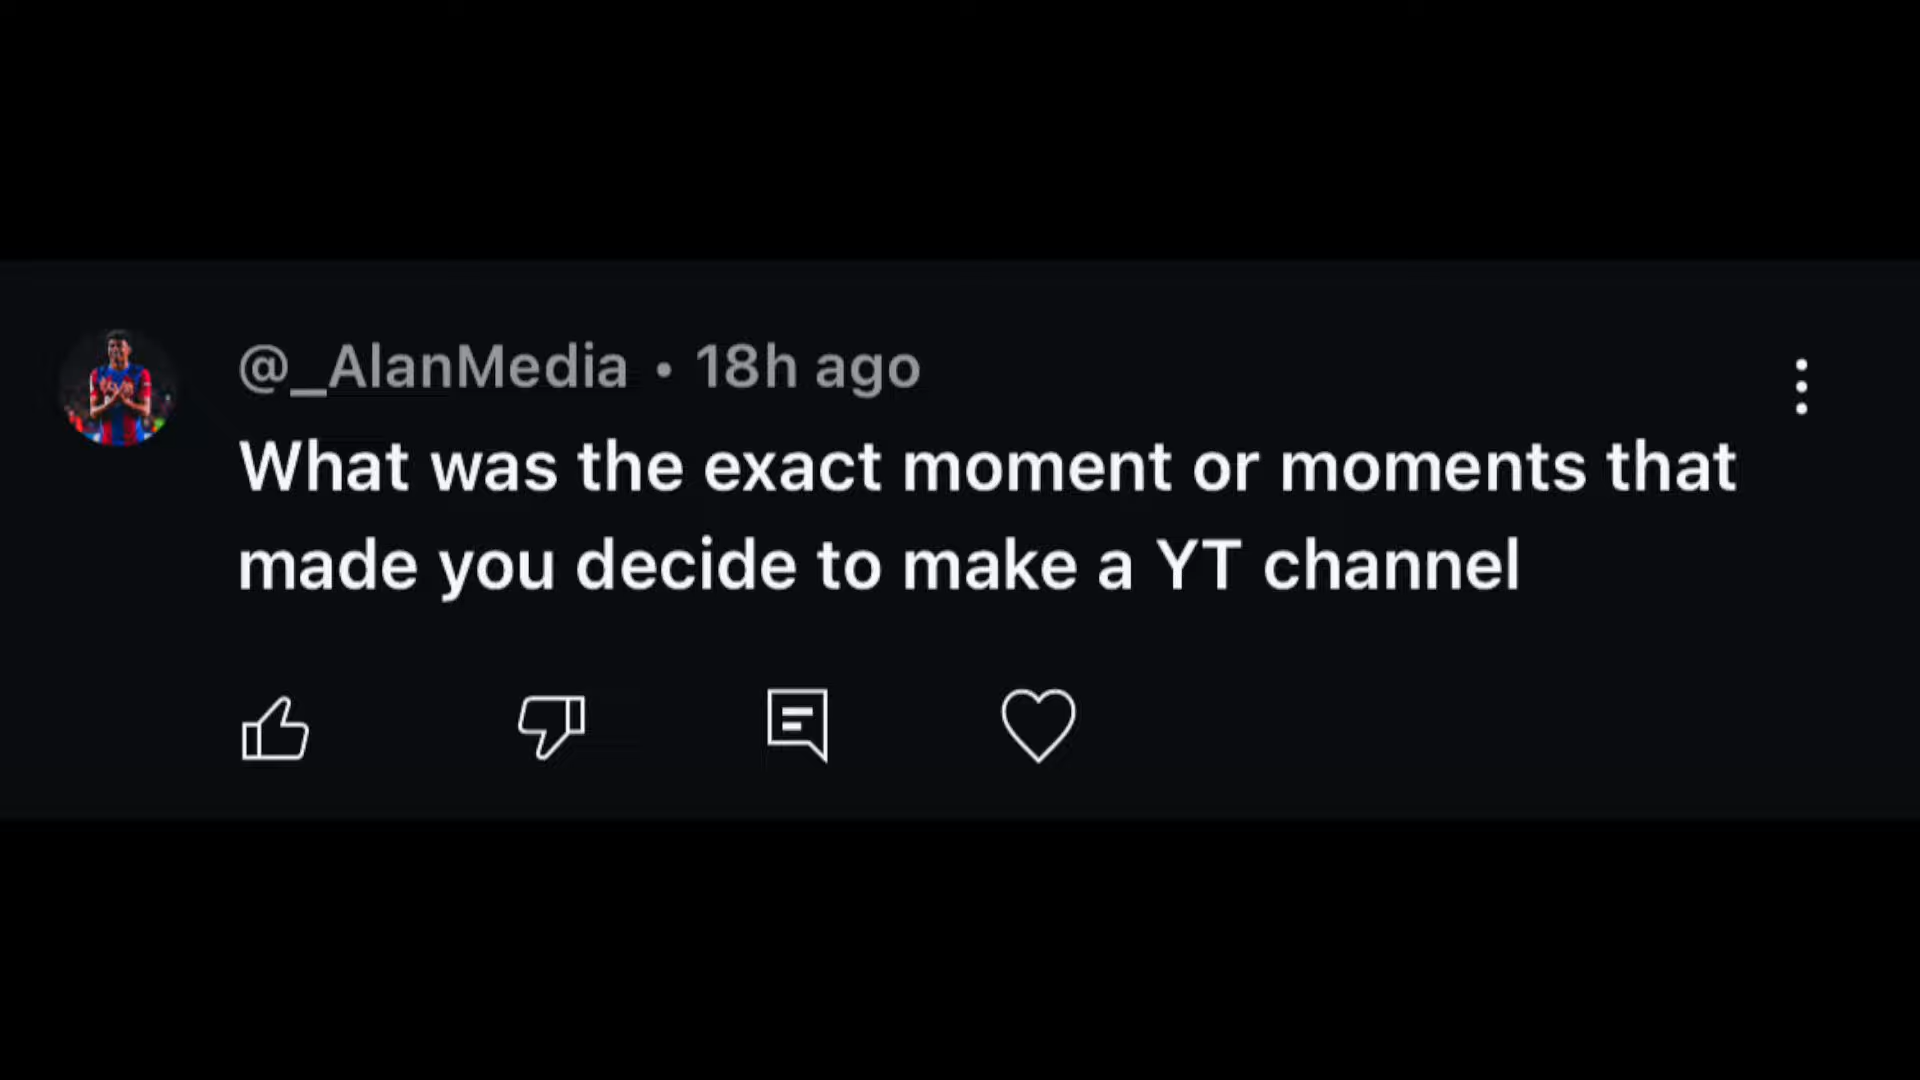 @_AlanMedia • 18h ago
What was the exact moment or moments that
made you decide to make a YT channel